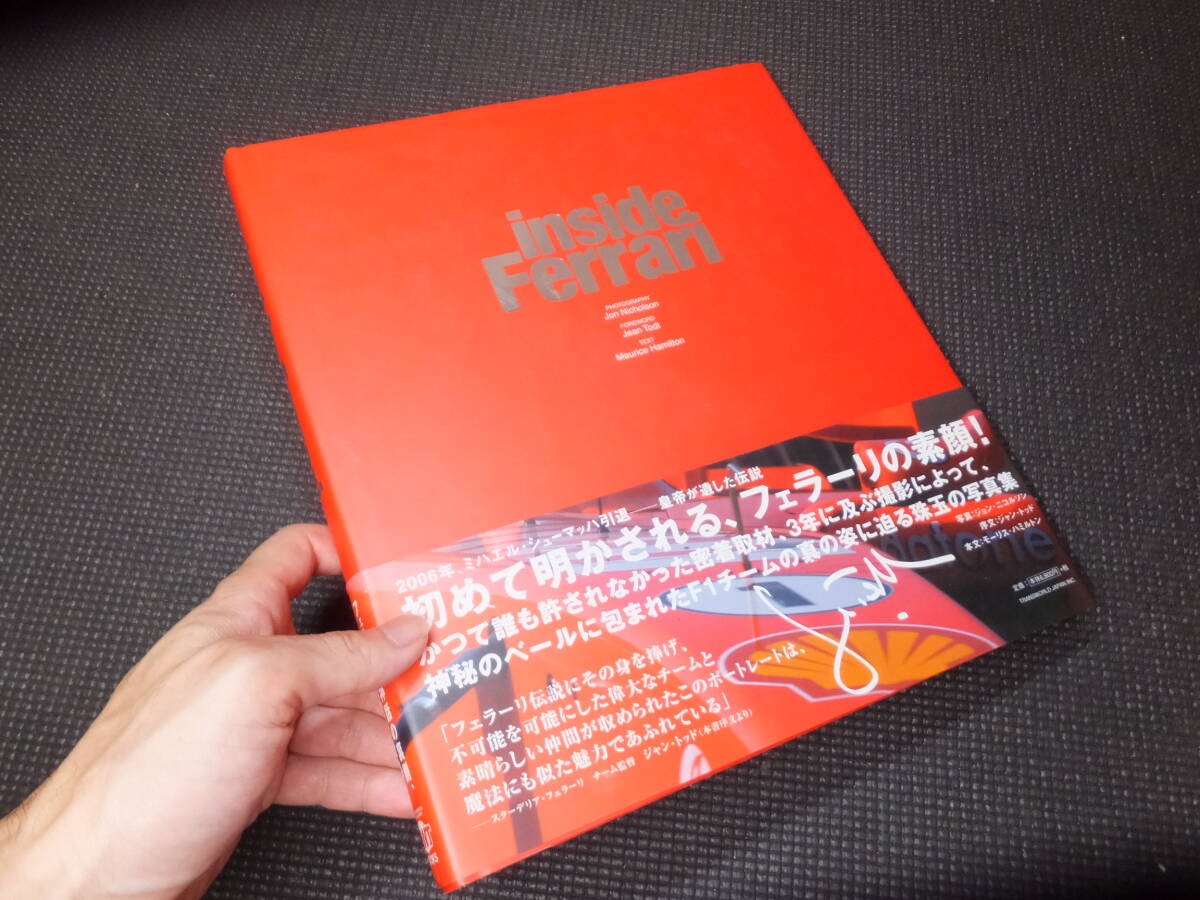 inside
Ferrari
PHOTOGRAPHY
Jon Nicholson
FOREWORD
Jean Todt
TEXT
Maurice Hamilton
2006年、ミハエル・シューマッハ引退──皇帝が遺した伝説
初めて明かされる、フェラーリの素顔!
かつて誰も許されなかった密着取材、3年に及ぶ撮影によって、
神秘のベールに包まれたF1チームの真の姿に迫る珠玉の写真集
写真:ジョン・ニコルソン
序文:ジャン・トッド
本文:モーリス・ハミルトン
TRANSWORLD JAPAN INC.
「フェラーリ伝説にその身を捧げ、
不可能を可能にした偉大なチームと
素晴らしい仲間が収められたこのポートレートは、
魔法にも似た魅力であふれている」
──スクーデリア・フェラーリ チーム監督 ジャン・トッド(本書序文より)